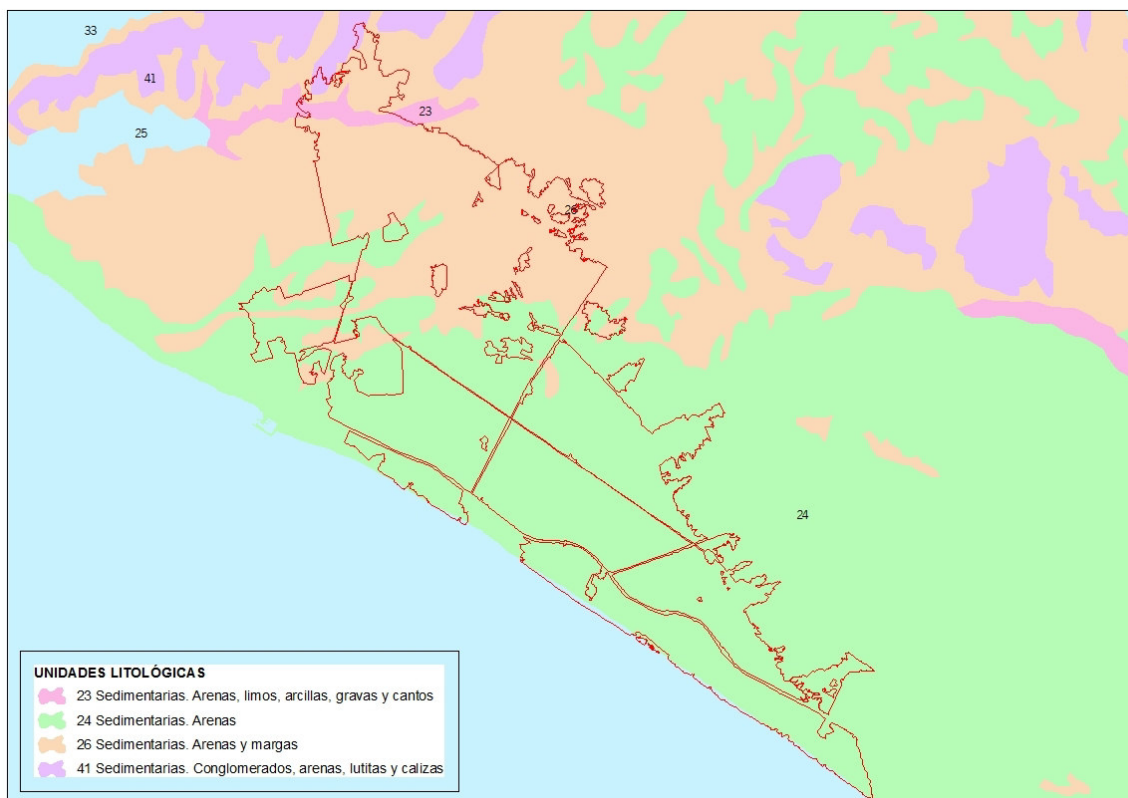 33
41
23
25
26
24
UNIDADES LITOLÓGICAS
23 Sedimentarias. Arenas, limos, arcillas, gravas y cantos
24 Sedimentarias. Arenas
26 Sedimentarias. Arenas y margas
41 Sedimentarias. Conglomerados, arenas, lutitas y calizas